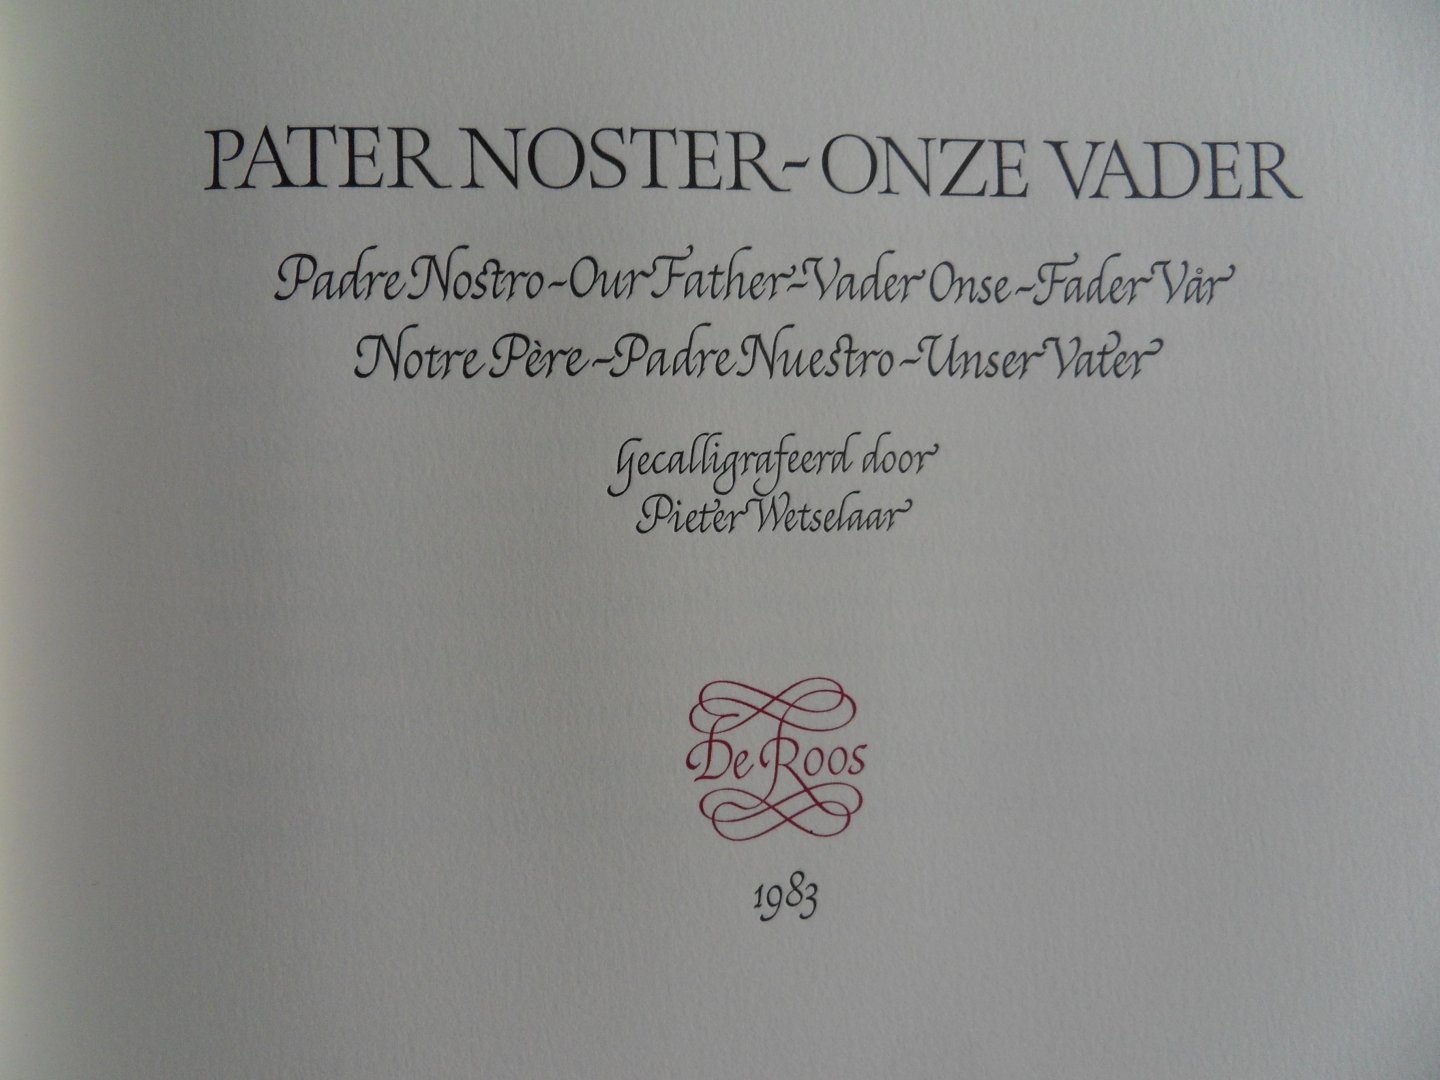 PATER NOSTER-ONZE VADER
Padre Nostro-Our Father-Vader Onse-Fader Vår
Notre Père-Padre Nuestro-Unser Vater
Gecalligrafeerd door
Pieter Wetselaar
De Roos
1983